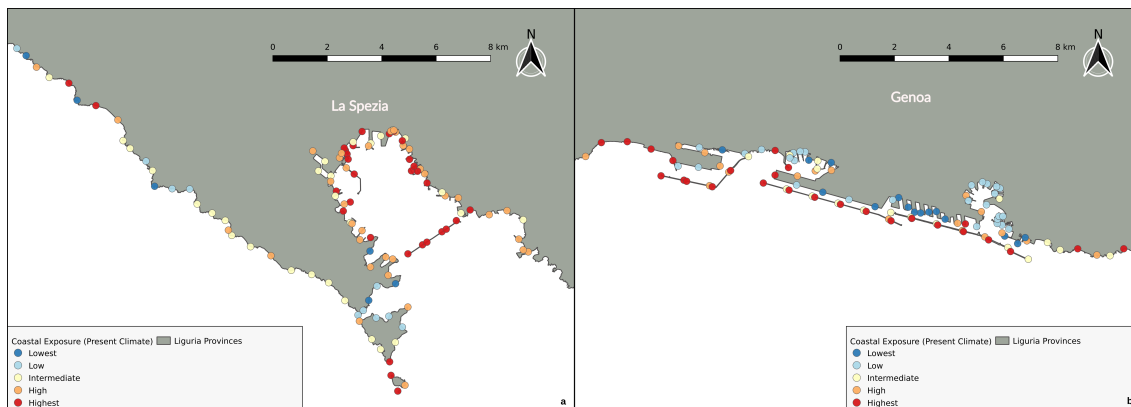 N
0 2 4 6 8 km
La Spezia
Coastal Exposure (Present Climate) Liguria Provinces
Lowest
Low
Intermediate
High
Highest
a
N
0 2 4 6 8 km
Genoa
Coastal Exposure (Present Climate) Liguria Provinces
Lowest
Low
Intermediate
High
Highest
b